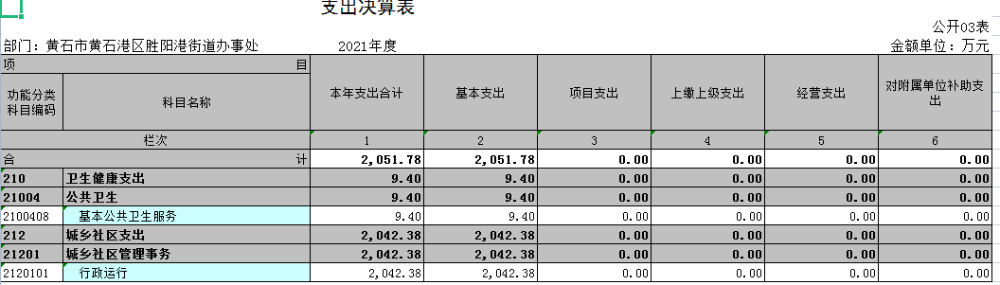 支出决算表
公开03表
部门：黄石市黄石港区胜阳港街道办事处 2021年度 金额单位：万元
项 目 本年支出合计 基本支出 项目支出 上缴上级支出 经营支出 对附属单位补助支出
功能分类科目编码 科目名称
栏次 1 2 3 4 5 6
合 计 2,051.78 2,051.78 0.00 0.00 0.00 0.00
210 卫生健康支出 9.40 9.40 0.00 0.00 0.00 0.00
21004 公共卫生 9.40 9.40 0.00 0.00 0.00 0.00
2100408 基本公共卫生服务 9.40 9.40 0.00 0.00 0.00 0.00
212 城乡社区支出 2,042.38 2,042.38 0.00 0.00 0.00 0.00
21201 城乡社区管理事务 2,042.38 2,042.38 0.00 0.00 0.00 0.00
2120101 行政运行 2,042.38 2,042.38 0.00 0.00 0.00 0.00